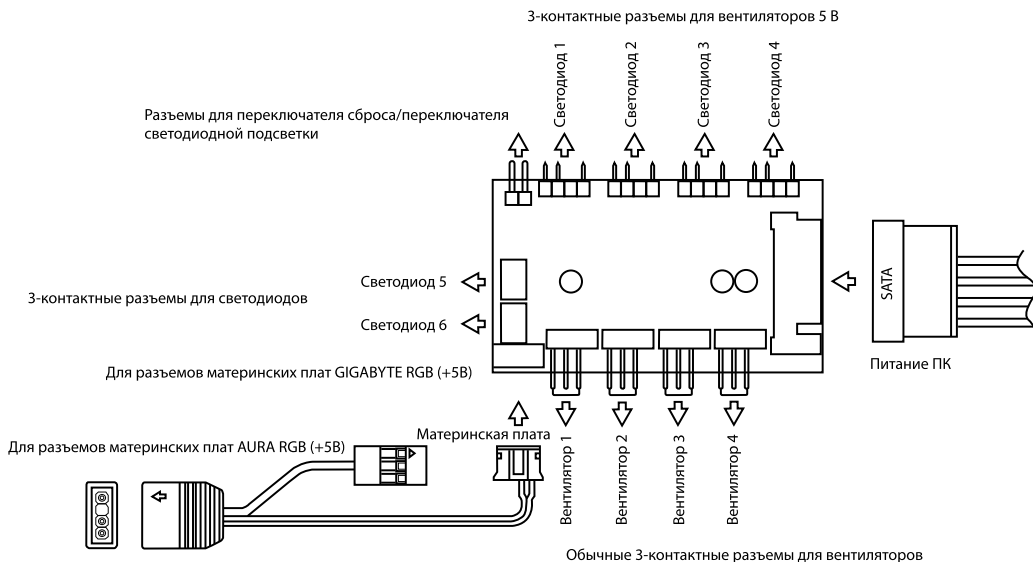 3-контактные разъемы для вентиляторов 5 В
Светодиод 1
Светодиод 2
Светодиод 3
Светодиод 4
Разъемы для переключателя сброса/переключателя
светодиодной подсветки
Светодиод 5
3-контактные разъемы для светодиодов
Светодиод 6
SATA
Питание ПК
Для разъемов материнских плат GIGABYTE RGB (+5В)
Материнская плата
Для разъемов материнских плат AURA RGB (+5В)
Вентилятор 1
Вентилятор 2
Вентилятор 3
Вентилятор 4
Обычные 3-контактные разъемы для вентиляторов